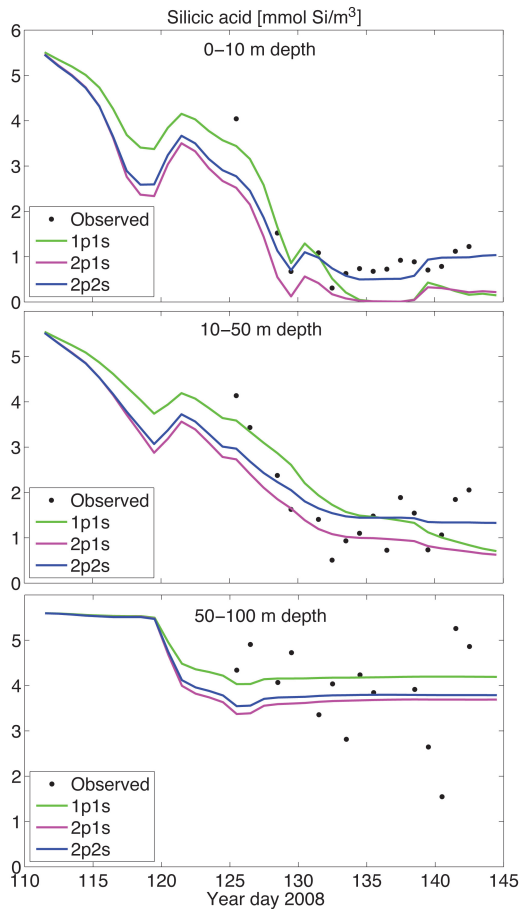 Silicic acid [mmol Si/m³]
6
0−10 m depth
5
4
3
2
Observed
1p1s
1
2p1s
2p2s
0
10−50 m depth
5
4
3
2
Observed
1p1s
1
2p1s
2p2s
0
50−100 m depth
5
4
3
2
Observed
1p1s
1
2p1s
2p2s
0
110 115 120 125 130 135 140 145
Year day 2008